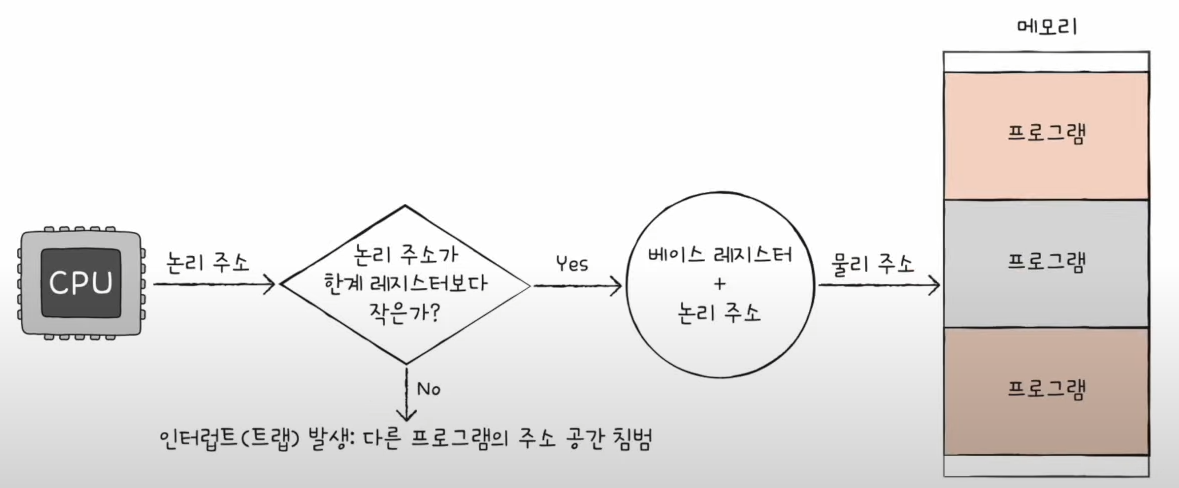 메모리
프로그램
프로그램
프로그램
CPU
논리 주소
논리 주소가
한계 레지스터보다
작은가?
Yes
베이스 레지스터
+
논리 주소
물리 주소
No
인터럽트(트랩) 발생: 다른 프로그램의 주소 공간 침범